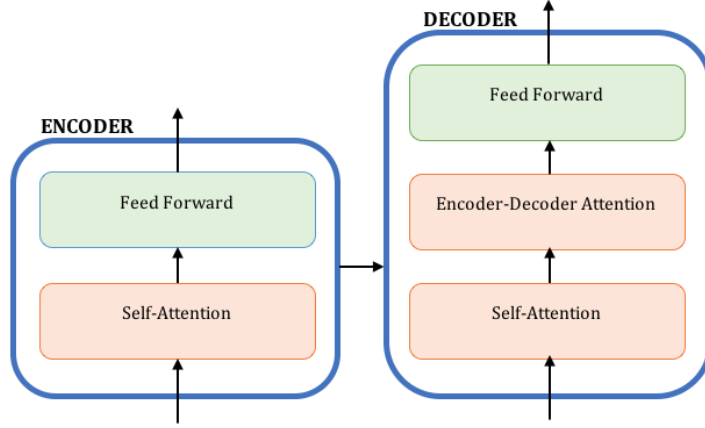 ENCODER
Feed Forward
Self-Attention
DECODER
Feed Forward
Encoder-Decoder Attention
Self-Attention